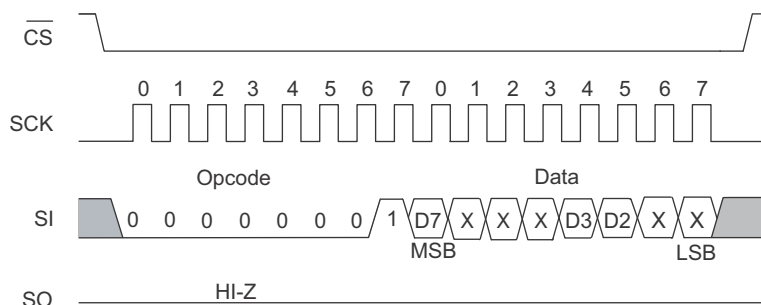 CS
0 1 2 3 4 5 6 7 0 1 2 3 4 5 6 7
SCK
Opcode Data
SI 0 0 0 0 0 0 0 1 D7 X X X D3 D2 X X
MSB LSB
HI-Z
SO